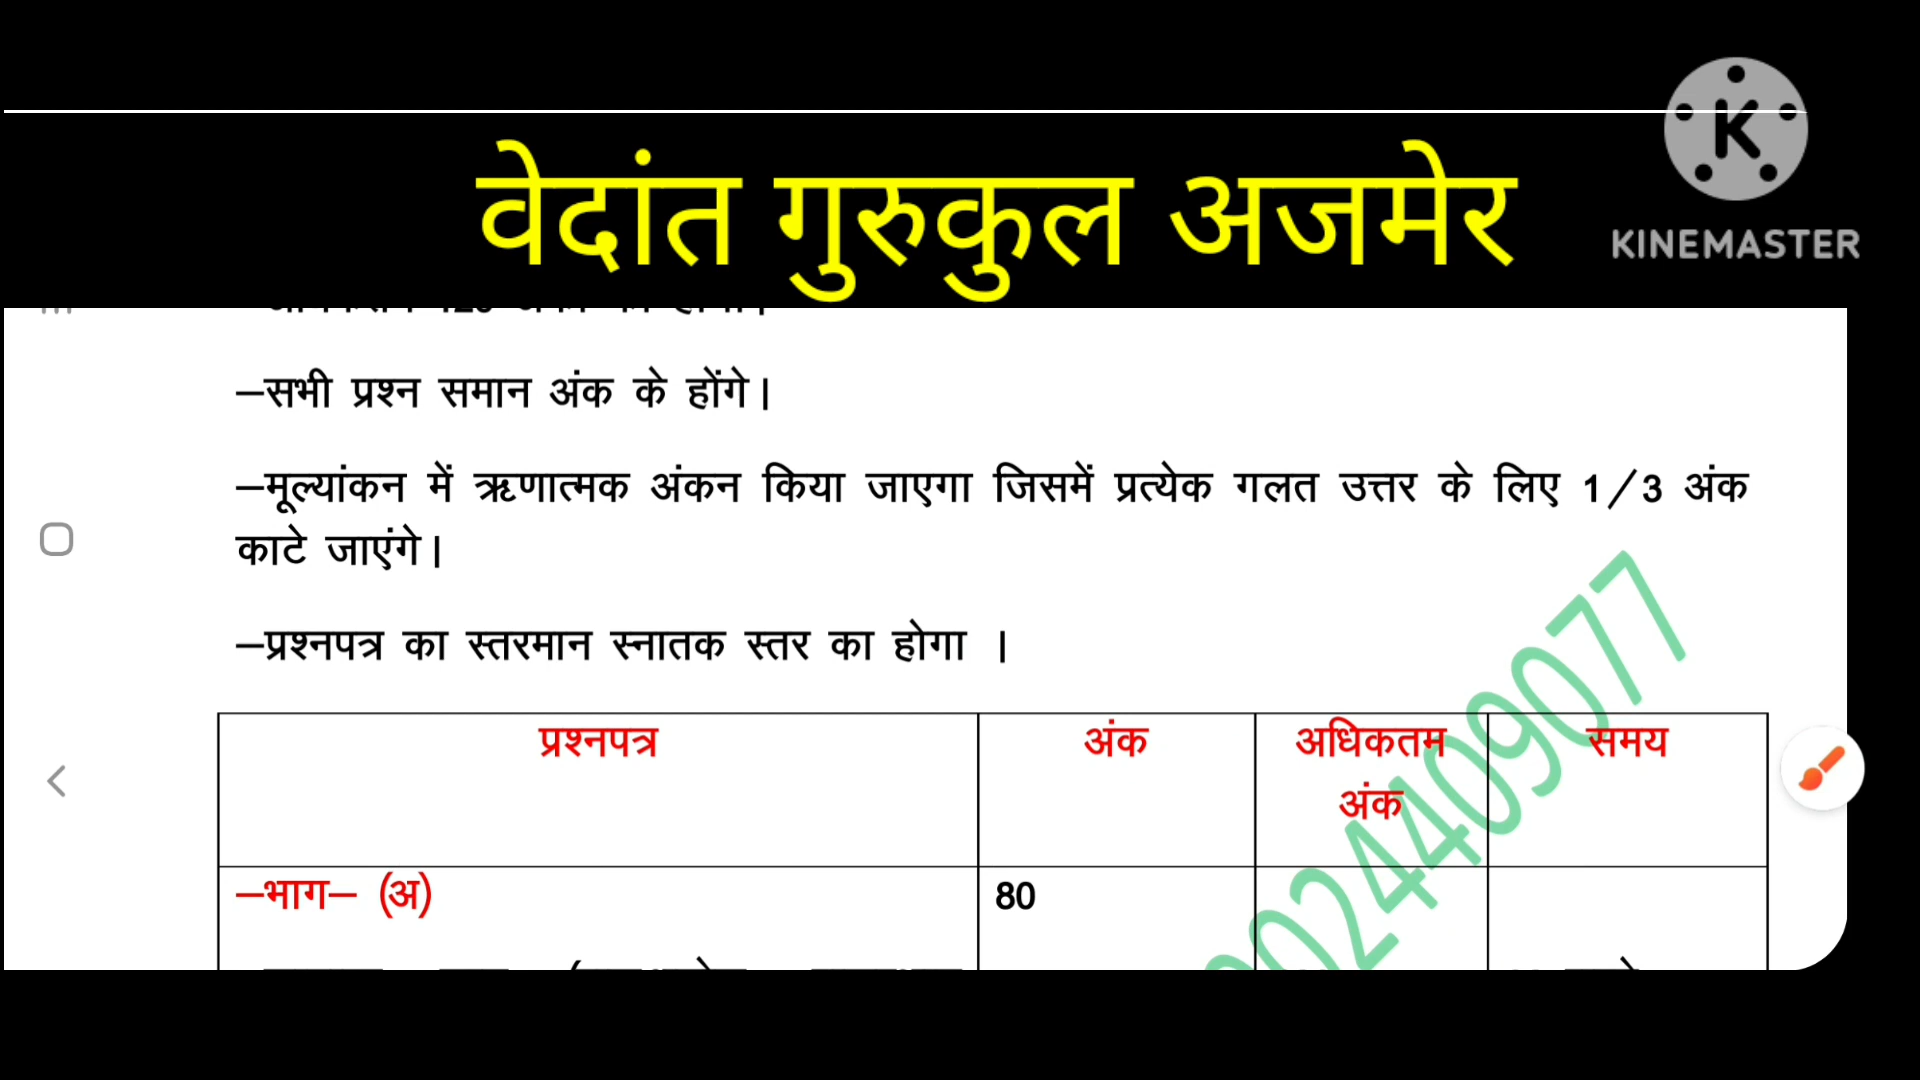 वेदांत गुरुकुल अजमेर
KINEMASTER
–सभी प्रश्न समान अंक के होंगे।
–मूल्यांकन में ऋणात्मक अंकन किया जाएगा जिसमें प्रत्येक गलत उत्तर के लिए 1/3 अंक
काटे जाएंगे।
–प्रश्नपत्र का स्तरमान स्नातक स्तर का होगा ।
प्रश्नपत्र अंक अधिकतम समय
अंक
–भाग– (अ) 80